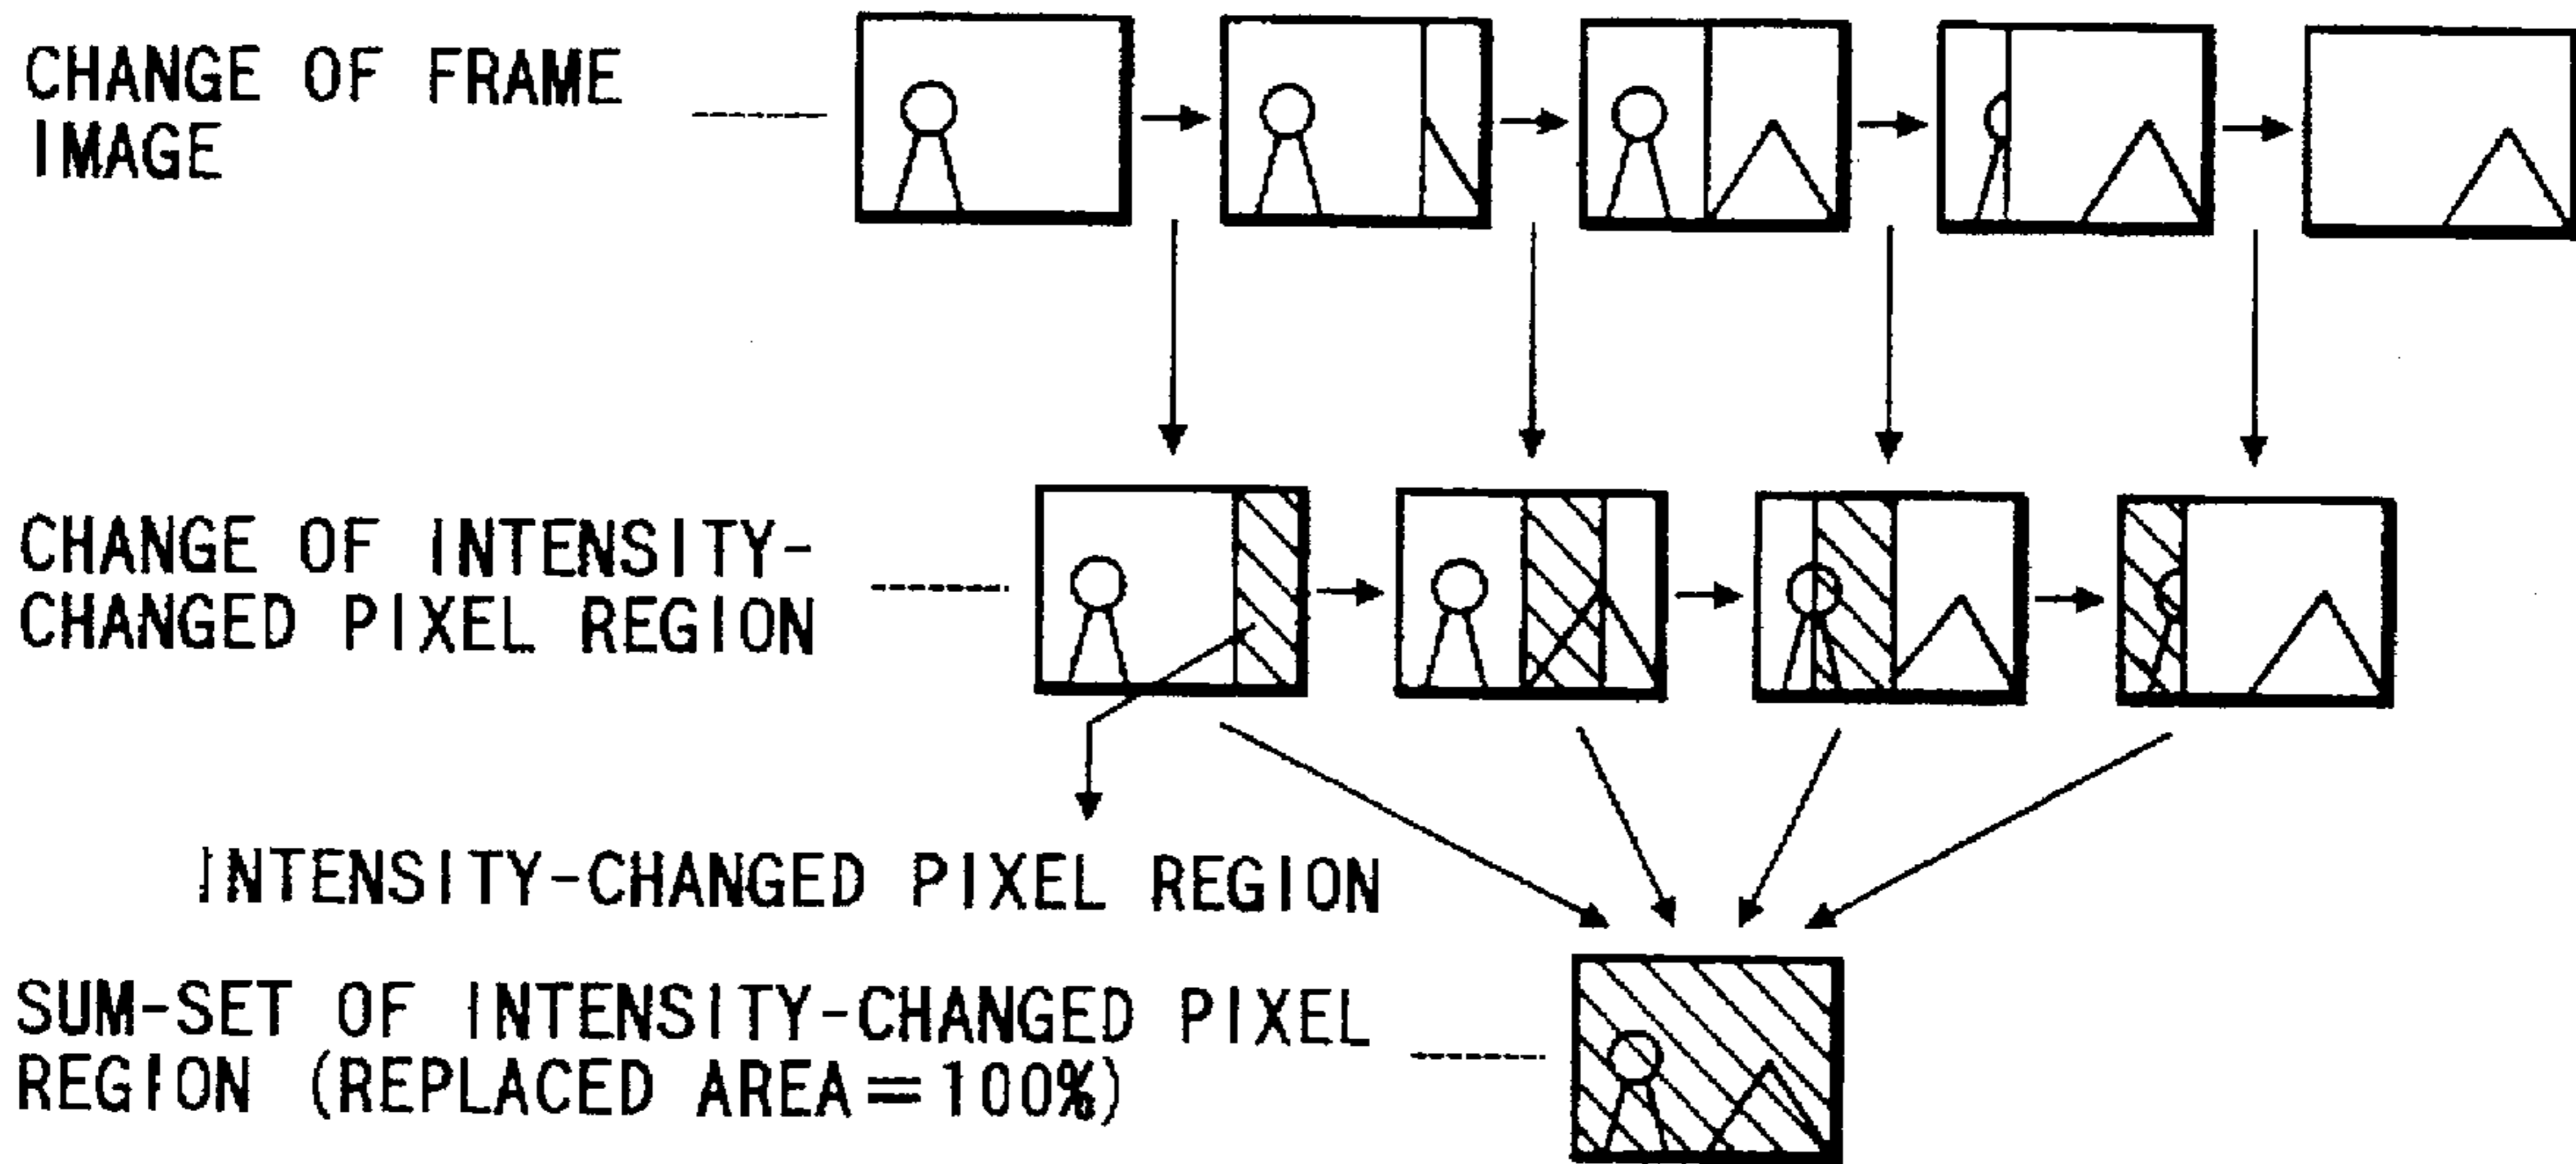 CHANGE OF FRAME
IMAGE
CHANGE OF INTENSITY-
CHANGED PIXEL REGION
INTENSITY-CHANGED PIXEL REGION
SUM-SET OF INTENSITY-CHANGED PIXEL
REGION (REPLACED AREA=100%)